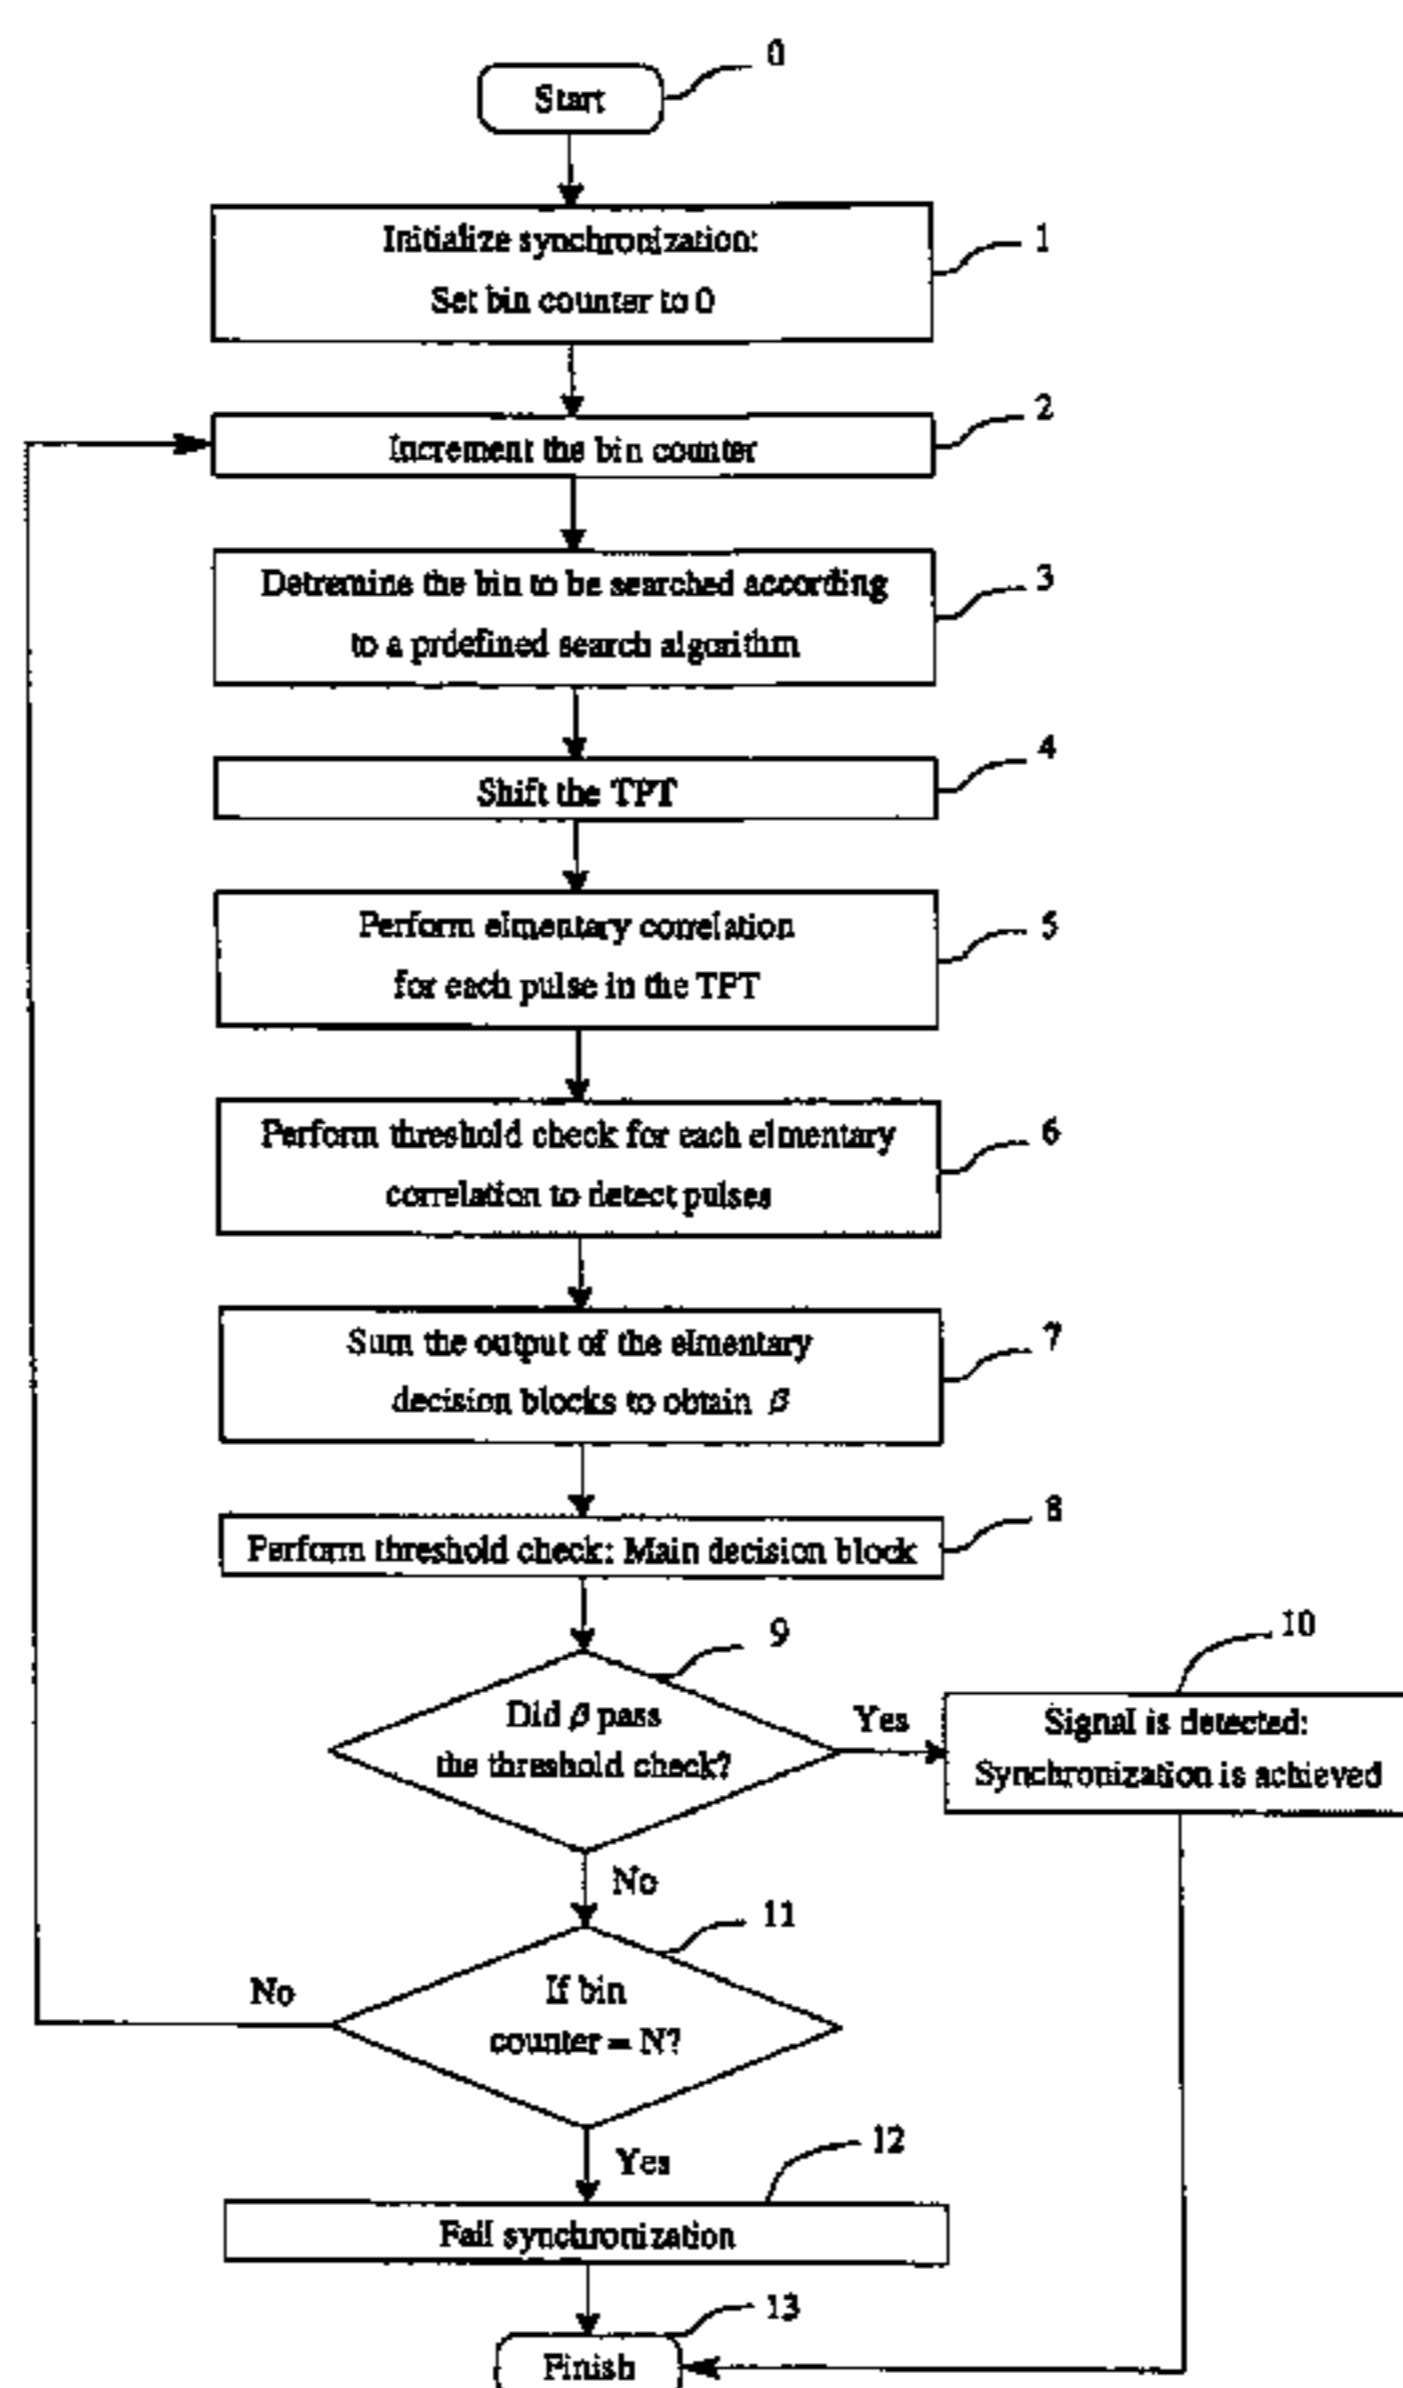 0
Start
1
Initialize synchronization:
Set bin counter to 0
2
Increment the bin counter
3
Detremine the bin to be searched according
to a prdefined search algorithm
4
Shift the TPT
5
Perform elmentary correlation
for each pulse in the TPT
6
Perform threshold check for each elmentary
correlation to detect pulses
7
Sum the output of the elmentary
decision blocks to obtain β
8
Perform threshold check: Main decision block
9
Did β pass
the threshold check?
Yes
10
Signal is detected:
Synchronization is achieved
No
11
If bin
counter = N?
No
Yes
12
Fail synchronization
13
Finish